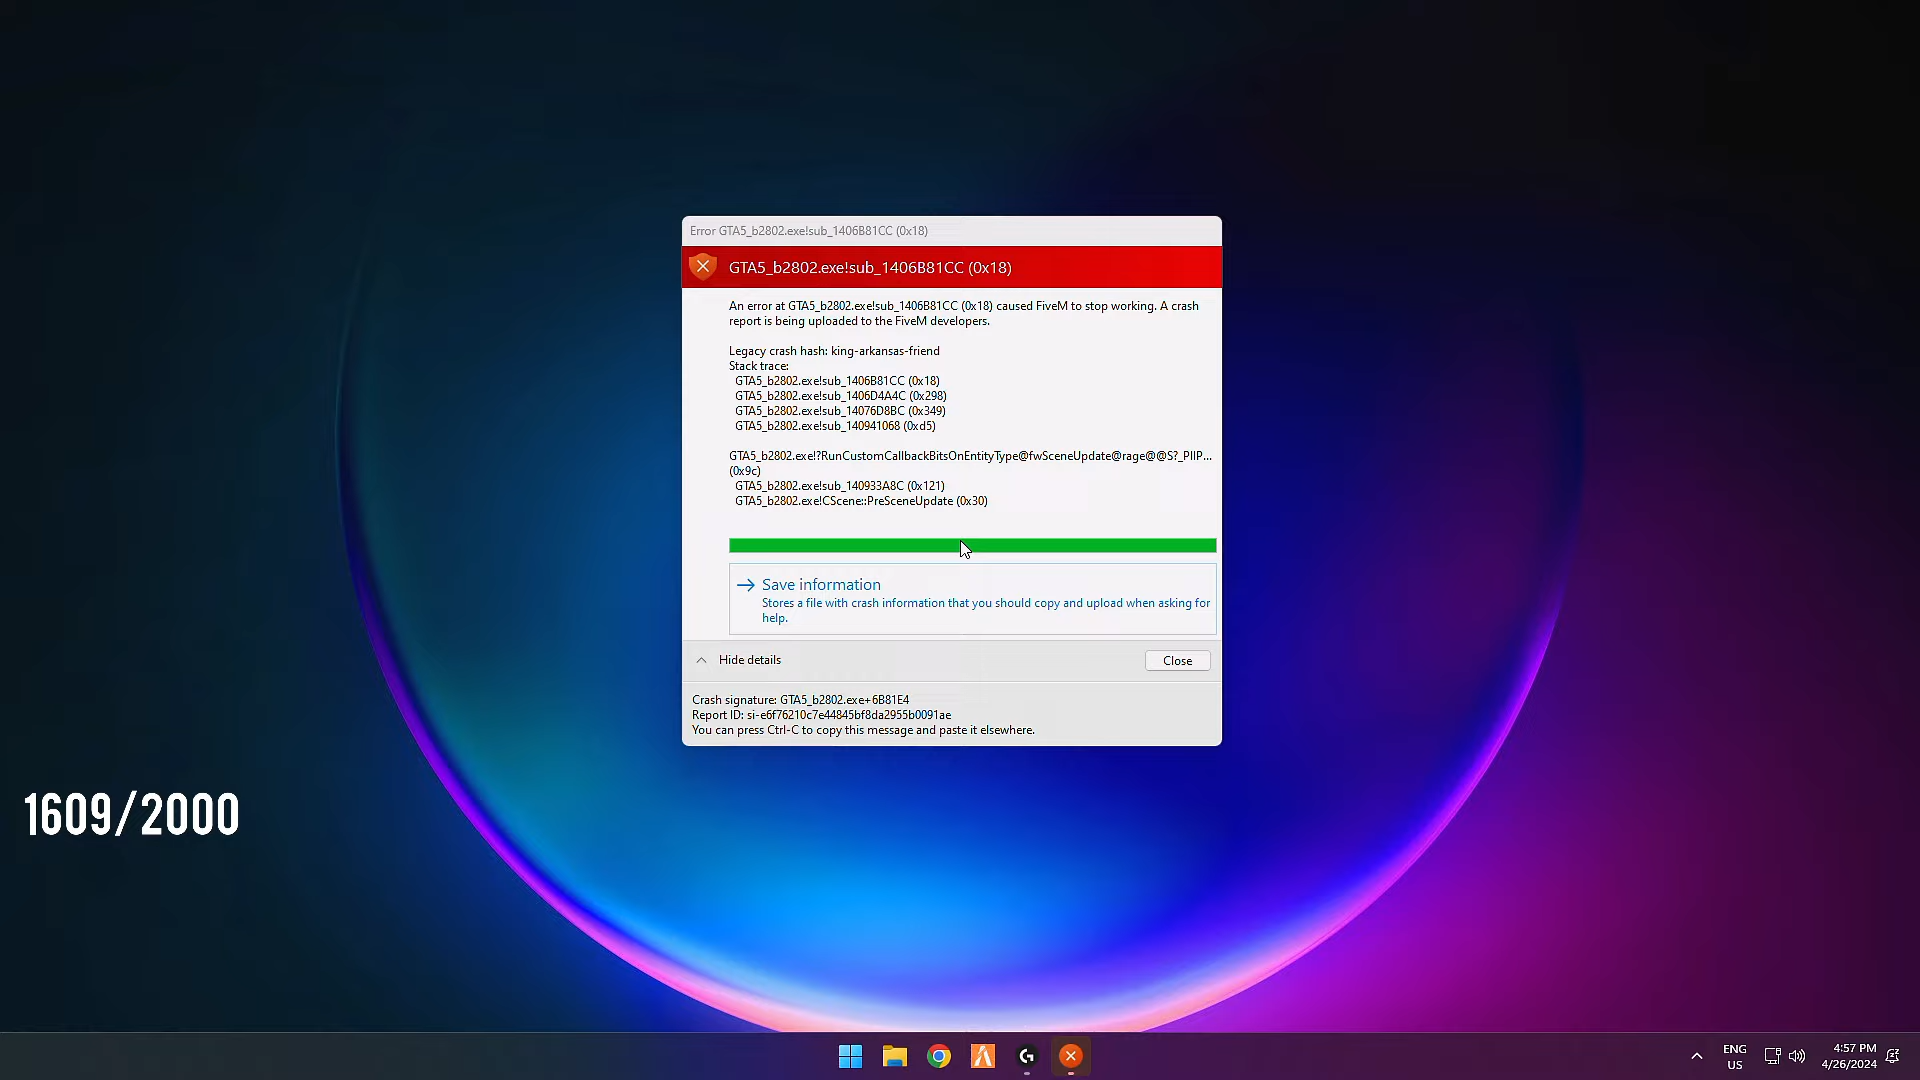 Error GTA5_b2802.exe!sub_1406B81CC (0x18)
GTA5_b2802.exe!sub_1406B81CC (0x18)
An error at GTA5_b2802.exe!sub_1406B81CC (0x18) caused FiveM to stop working. A crash
report is being uploaded to the FiveM developers.
Legacy crash hash: king-arkansas-friend
Stack trace:
GTA5_b2802.exe!sub_1406B81CC (0x18)
GTA5_b2802.exe!sub_1406D4A4C (0x298)
GTA5_b2802.exe!sub_14076D8BC (0x349)
GTA5_b2802.exe!sub_140941068 (0xd5)
GTA5_b2802.exe!?RunCustomCallbackBitsOnEntityType@fwSceneUpdate@rage@@S?_PIIP...
(0x9c)
GTA5_b2802.exe!sub_140933A8C (0x121)
GTA5_b2802.exe!CScene::PreSceneUpdate (0x30)
Save information
Stores a file with crash information that you should copy and upload when asking for
help.
Hide details
Close
Crash signature: GTA5_b2802.exe+6B81E4
Report ID: si-e6f76210c7e44845bf8da2955b0091ae
You can press Ctrl-C to copy this message and paste it elsewhere.
1609/2000
ENG
US
4:57 PM
4/26/2024